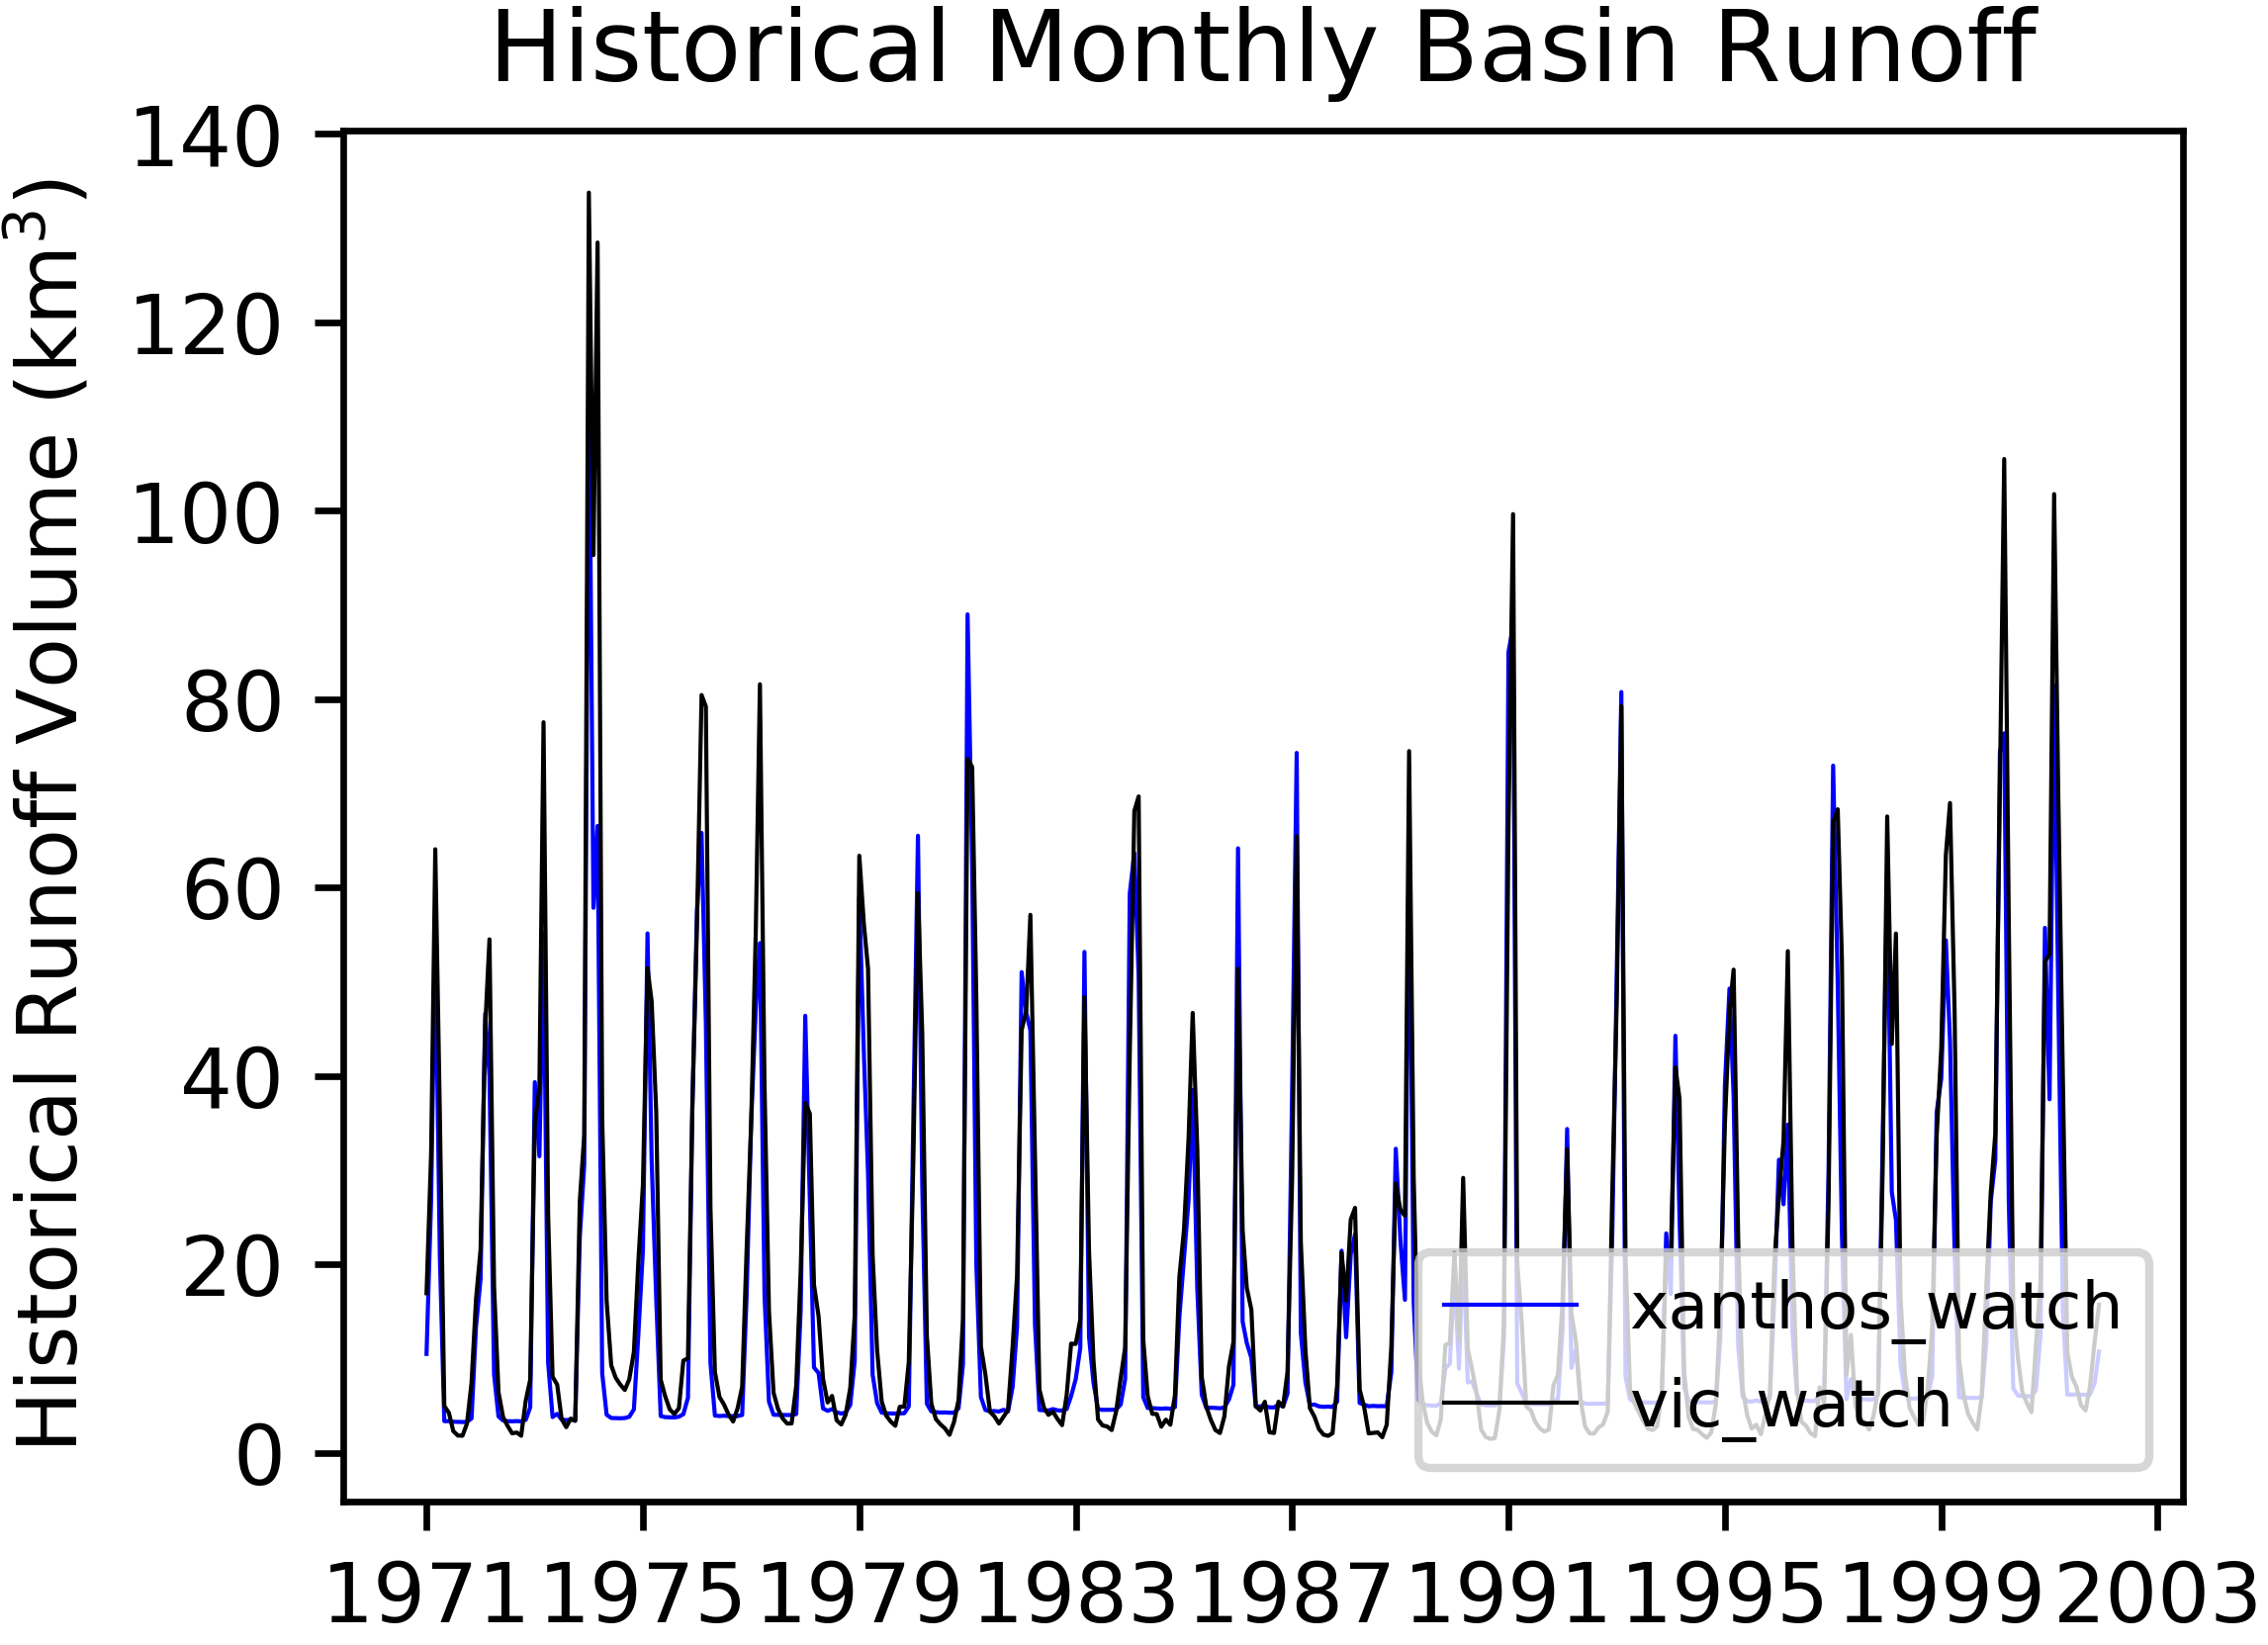 Historical Monthly Basin Runoff
Historical Runoff Volume (km³)
140
120
100
80
60
40
20
0
xanthos_watch
vic_watch
1971 1975 1979 1983 1987 1991 1995 1999 2003